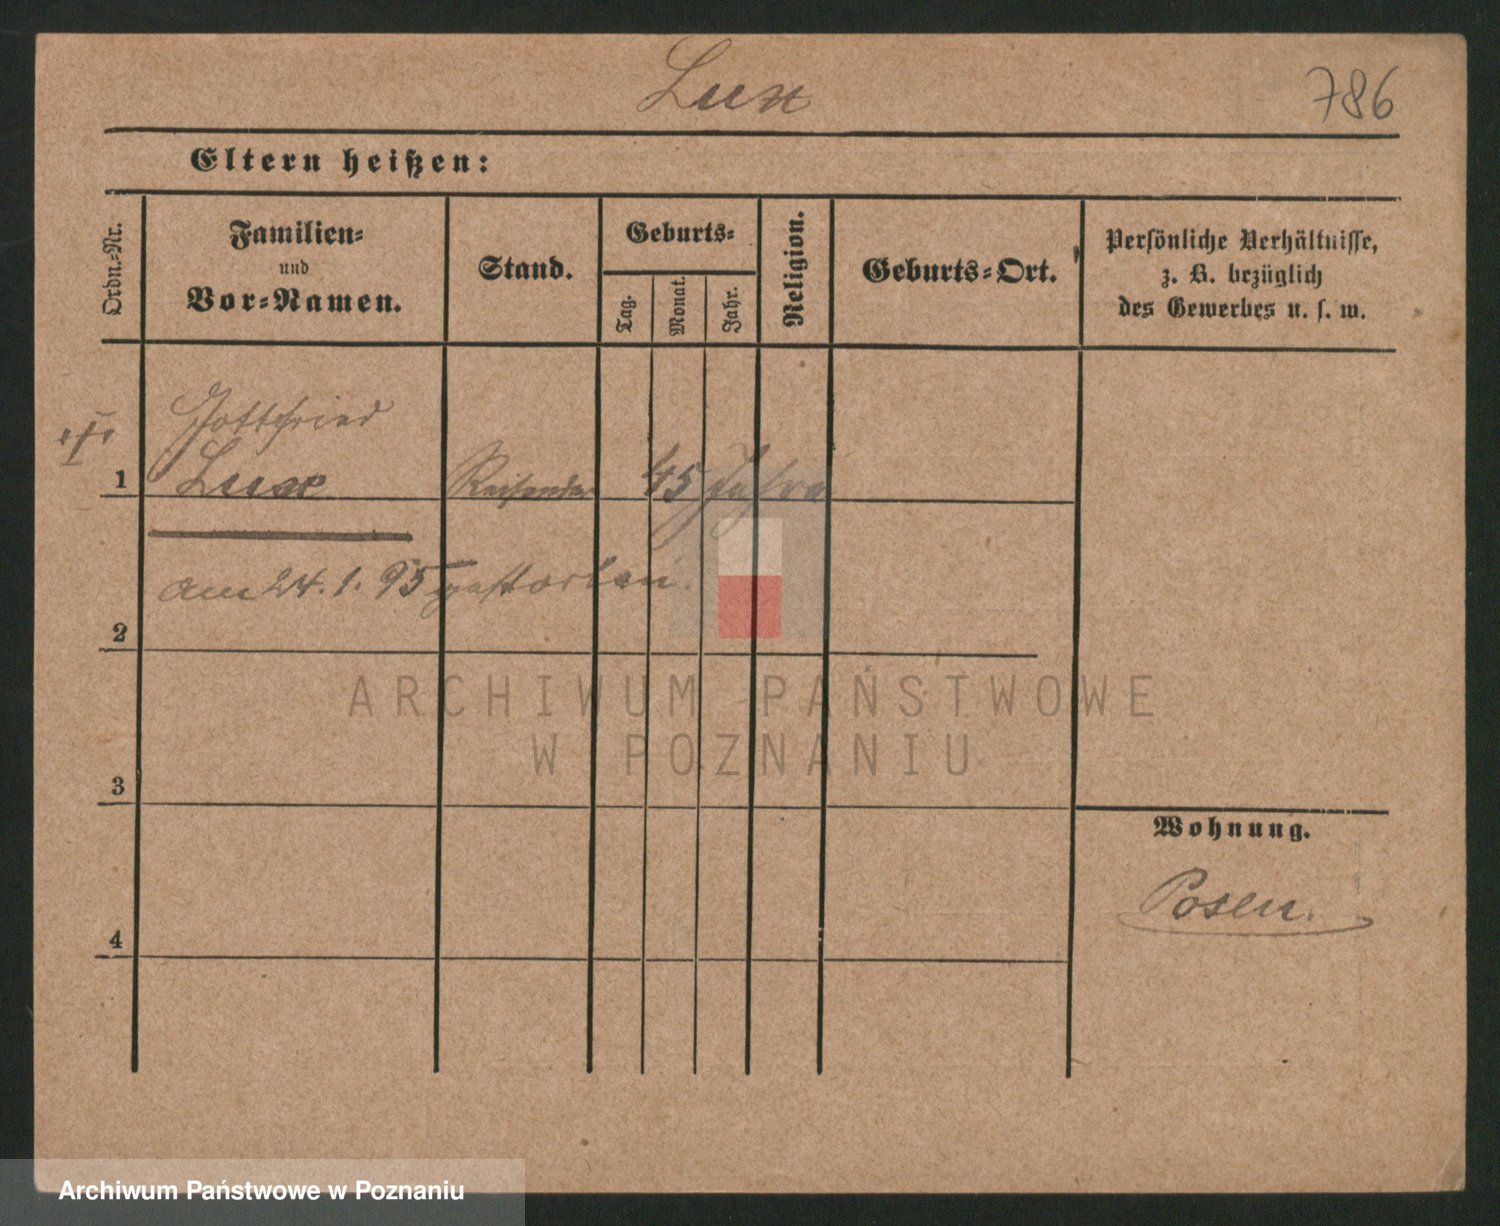 Lux
786
Eltern heißen:
Ordn.-Nr.
Familien-
und
Vor-Namen.
Stand.
Geburts-
Tag.
Monat.
Jahr.
Religion.
Geburts-Ort.
Persönliche Verhältnisse,
z. B. bezüglich
des Gewerbes u. s. w.
Gottfried
1 Lux Reisender 45 Jahre
am 24.1.95 gestorben.
2
3
4
Wohnung.
Posen.
ARCHIWUM PAŃSTWOWE
W POZNANIU
Archiwum Państwowe w Poznaniu